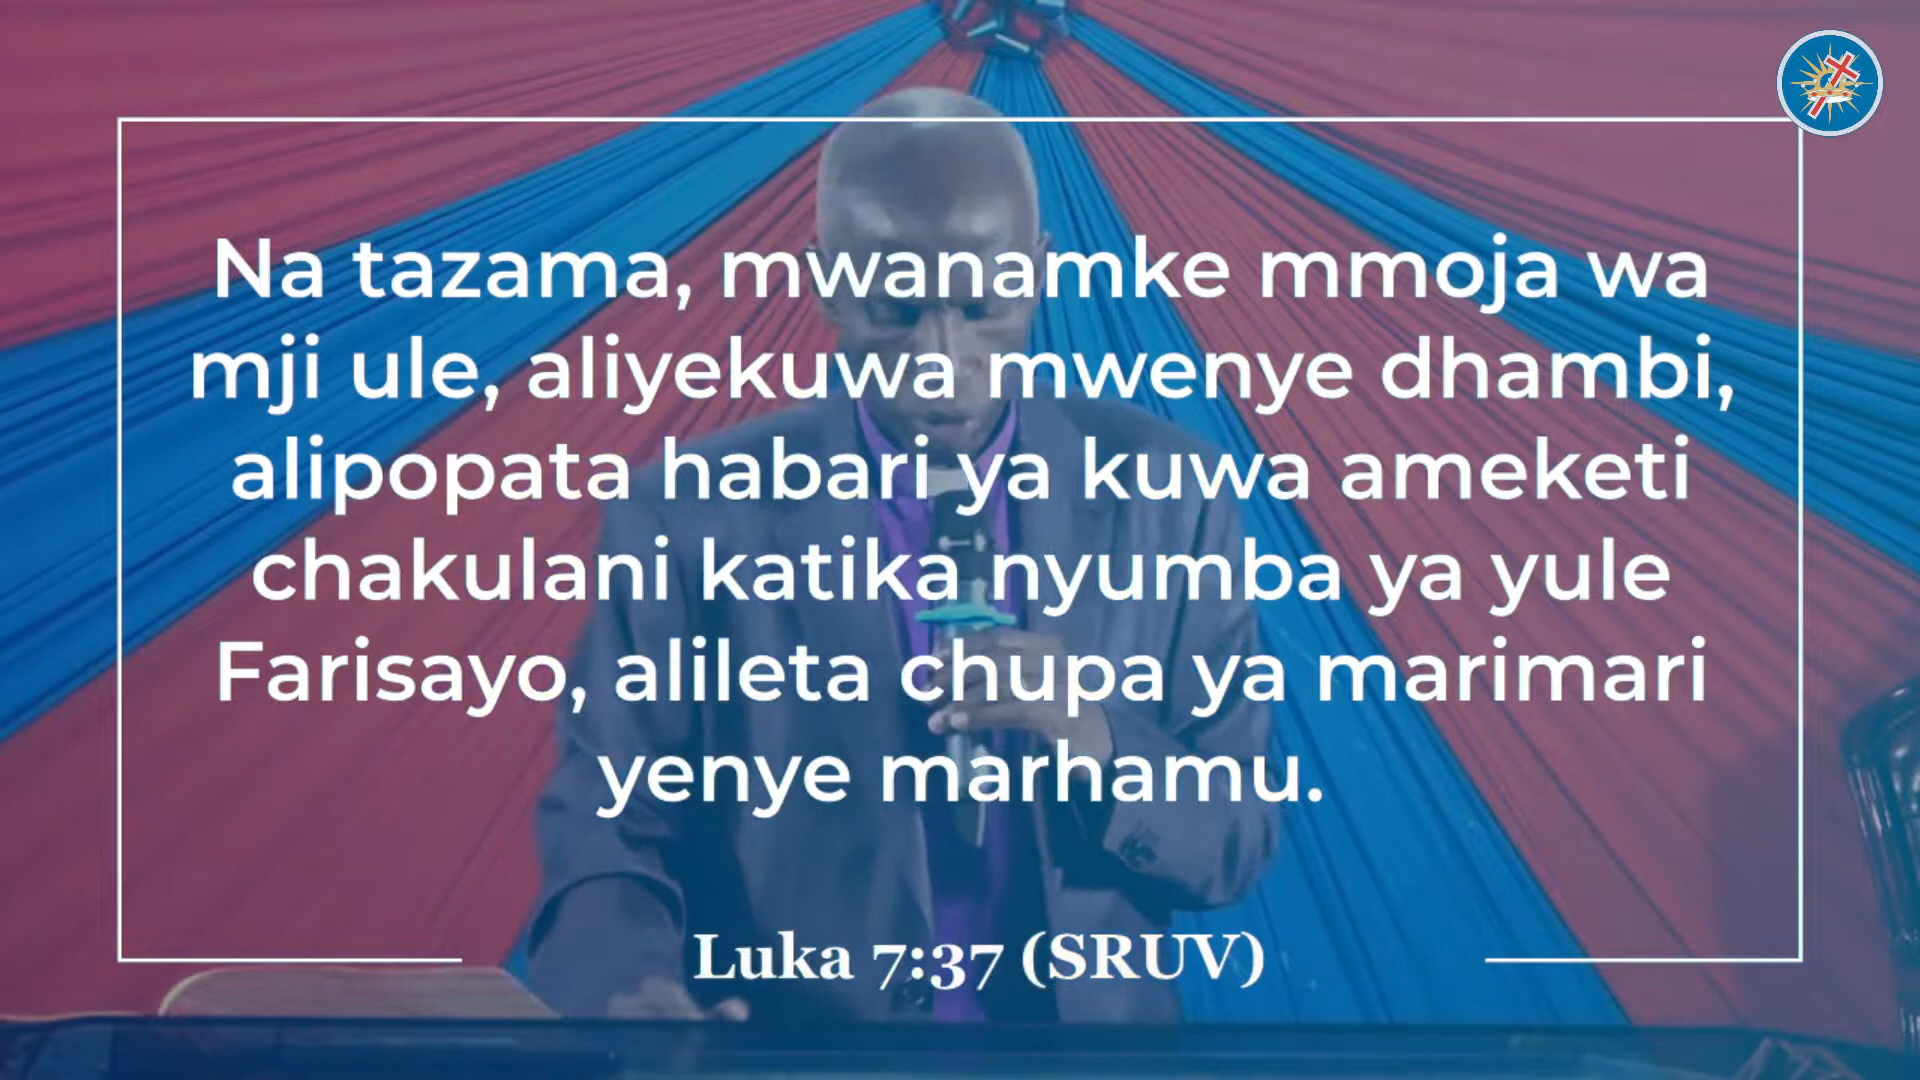 Na tazama, mwanamke mmoja wa
mji ule, aliyekuwa mwenye dhambi,
alipopata habari ya kuwa ameketi
chakulani katika nyumba ya yule
Farisayo, alileta chupa ya marimari
yenye marhamu.
Luka 7:37 (SRUV)